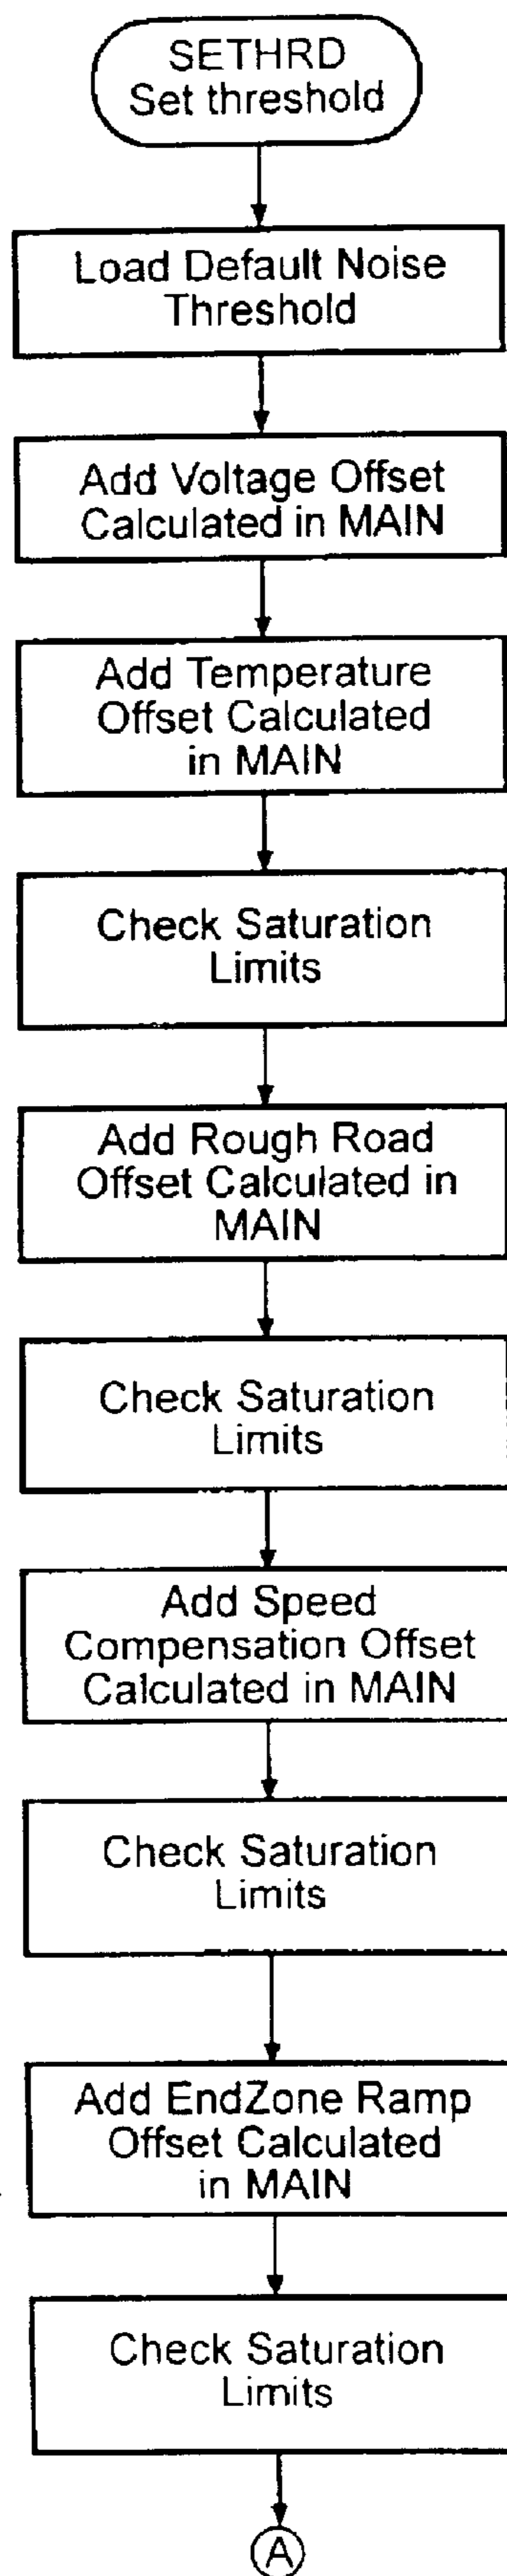 SETHRD
Set threshold
Load Default Noise
Threshold
Add Voltage Offset
Calculated in MAIN
Add Temperature
Offset Calculated
in MAIN
Check Saturation
Limits
Add Rough Road
Offset Calculated in
MAIN
Check Saturation
Limits
Add Speed
Compensation Offset
Calculated in MAIN
Check Saturation
Limits
Add EndZone Ramp
Offset Calculated
in MAIN
Check Saturation
Limits
A